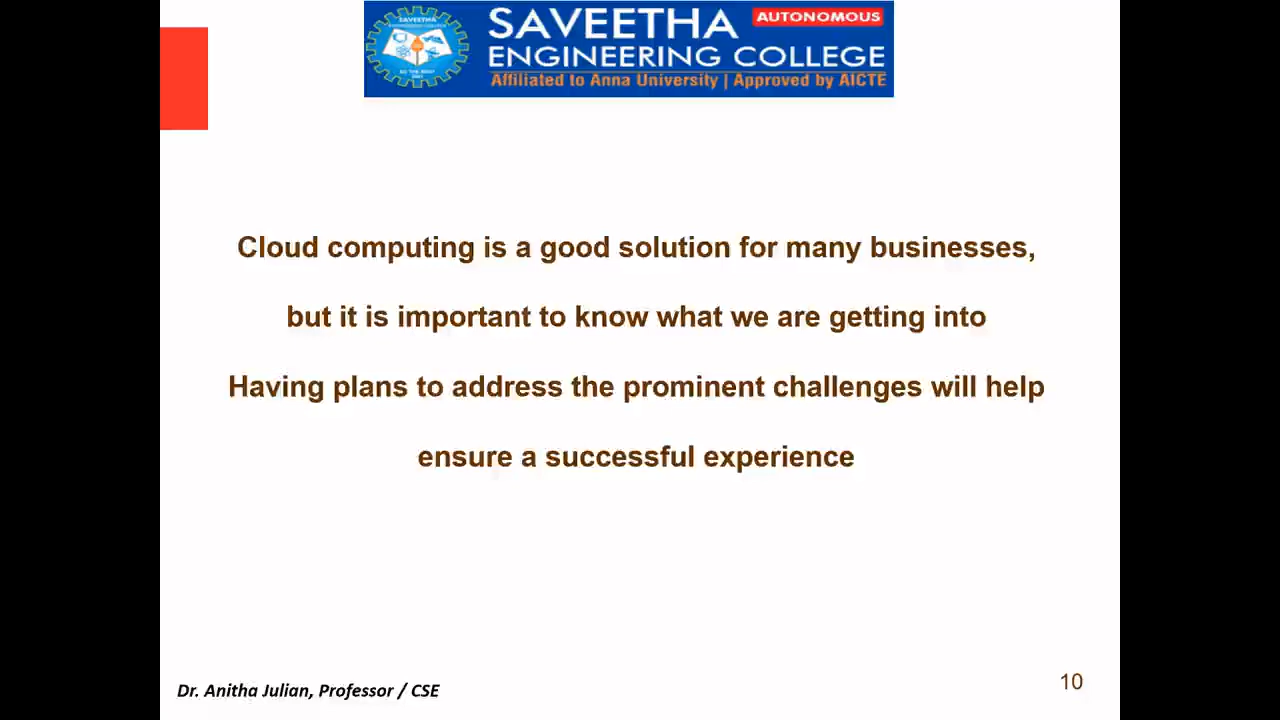 SAVEETHA
AUTONOMOUS
ENGINEERING COLLEGE
Affiliated to Anna University | Approved by AICTE
Cloud computing is a good solution for many businesses,
but it is important to know what we are getting into
Having plans to address the prominent challenges will help
ensure a successful experience
Dr. Anitha Julian, Professor / CSE
10